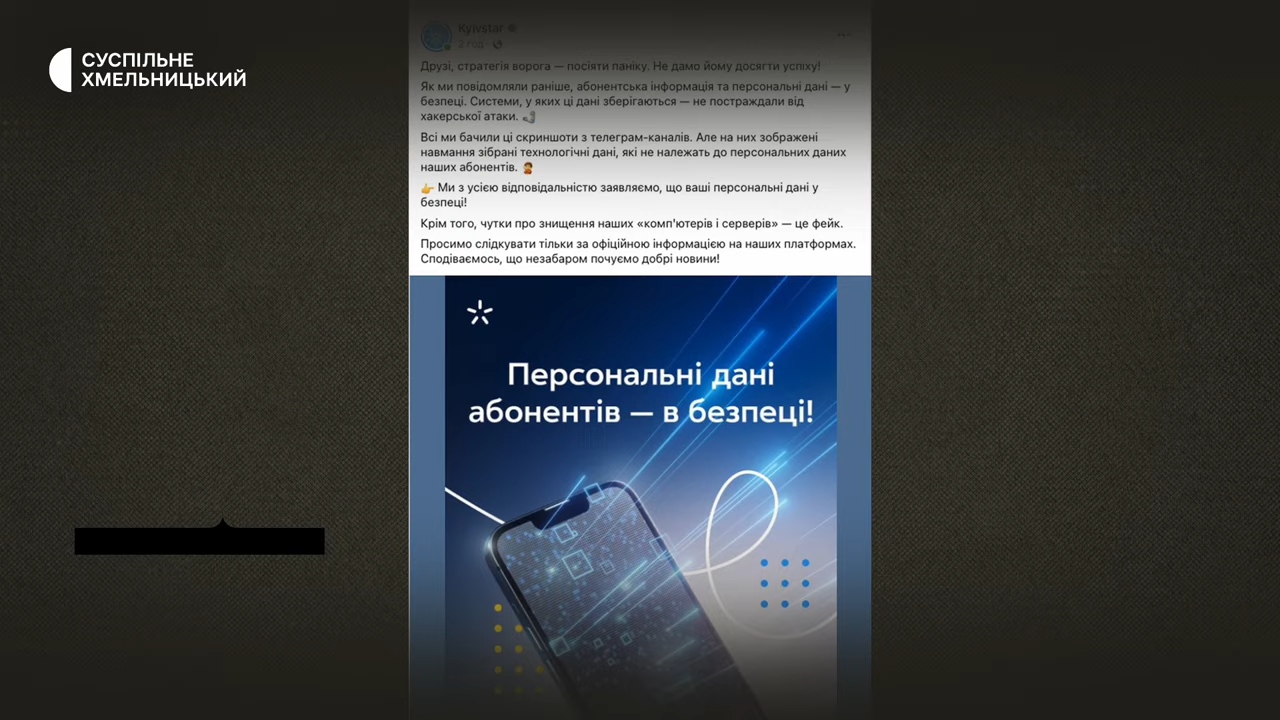 СУСПІЛЬНЕ
ХМЕЛЬНИЦЬКИЙ
Kyivstar
2 год
Друзі, стратегія ворога — посіяти паніку. Не дамо йому досягти успіху!
Як ми повідомляли раніше, абонентська інформація та персональні дані — у
безпеці. Системи, у яких ці дані зберігаються — не постраждали від
хакерської атаки.
Всі ми бачили ці скриншоти з телеграм-каналів. Але на них зображені
навмання зібрані технологічні дані, які не належать до персональних даних
наших абонентів.
Ми з усією відповідальністю заявляємо, що ваші персональні дані у
безпеці!
Крім того, чутки про знищення наших «комп'ютерів і серверів» — це фейк.
Просимо слідкувати тільки за офіційною інформацією на наших платформах.
Сподіваємось, що незабаром почуємо добрі новини!
Персональні дані
абонентів — в безпеці!